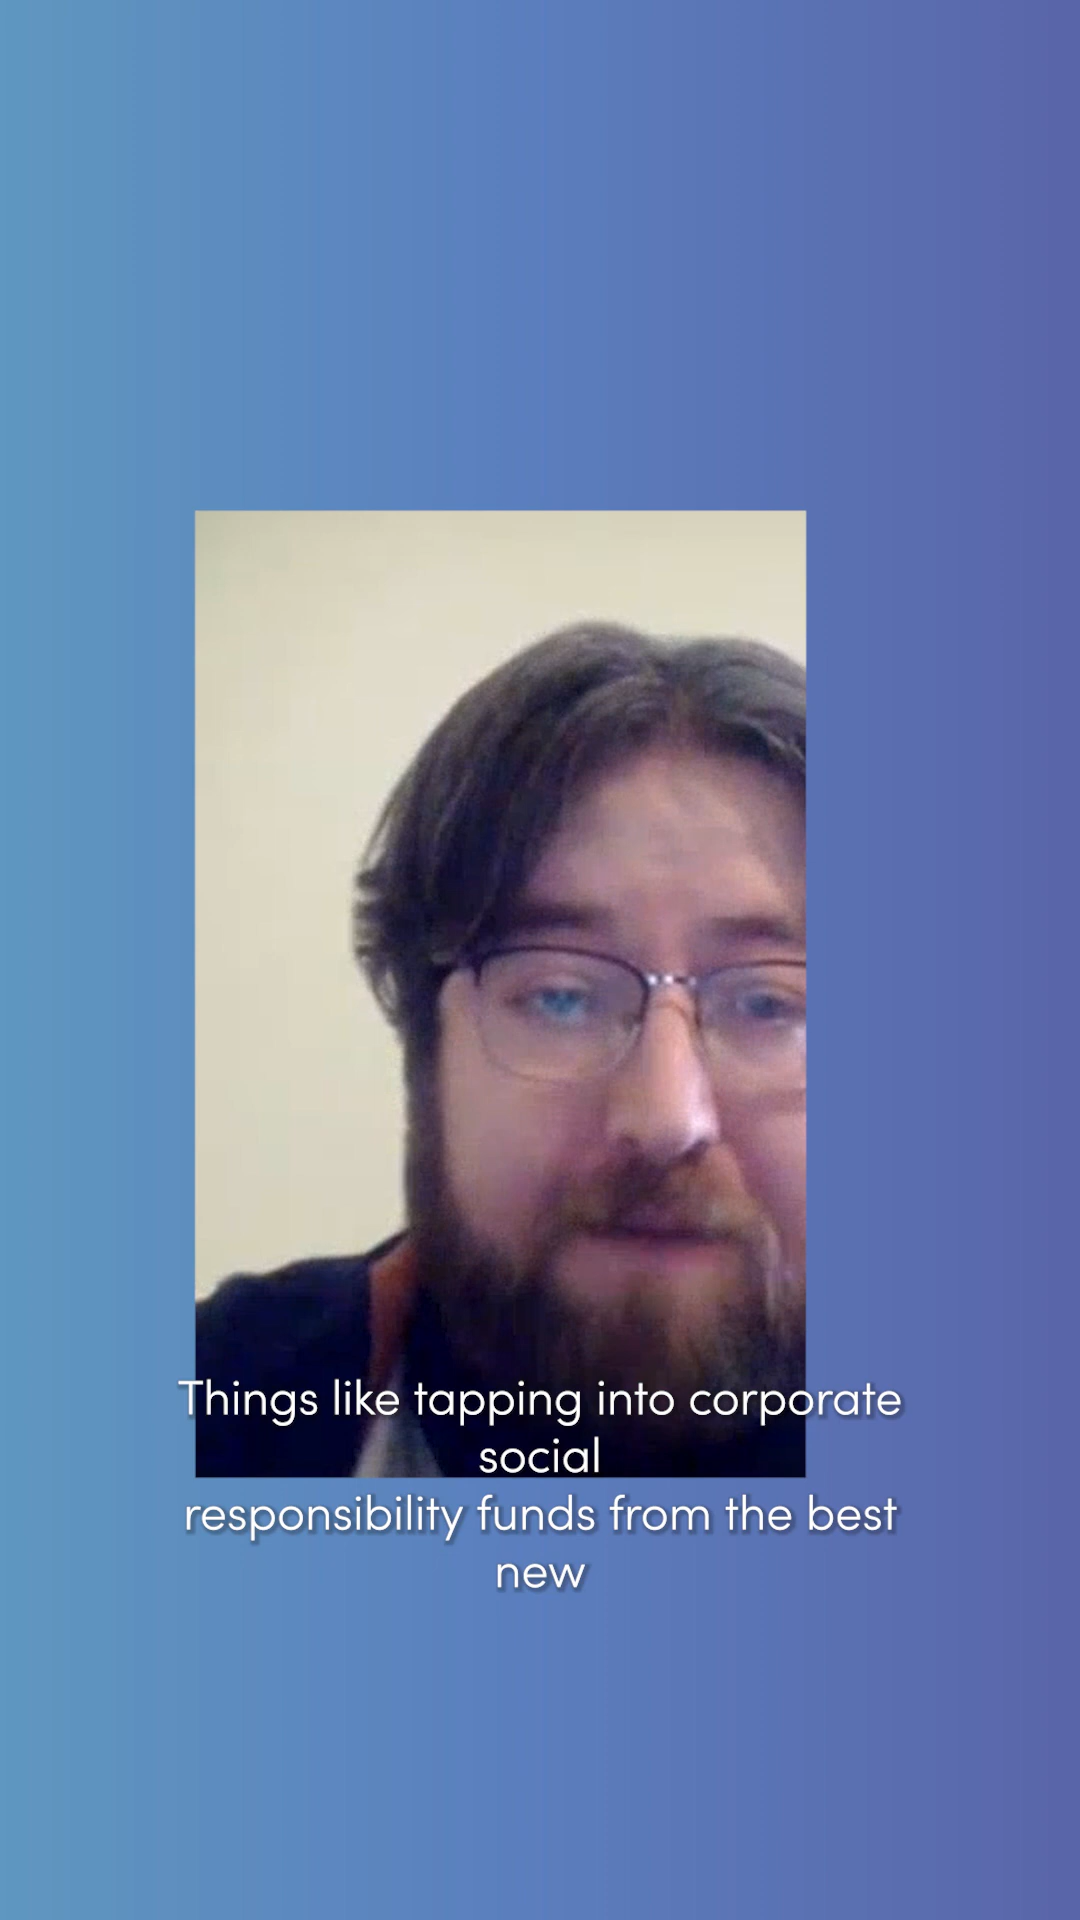 Things like tapping into corporate
social
responsibility funds from the best
new